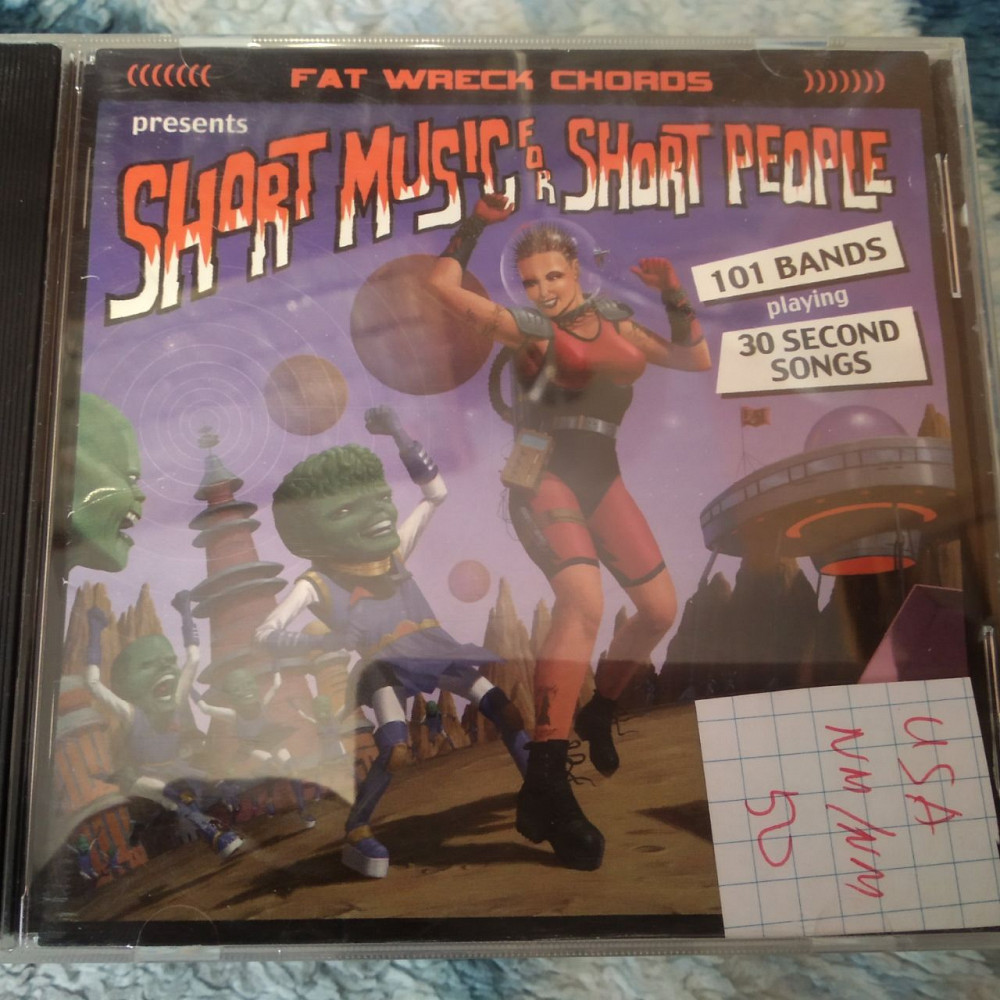 ((((((( FAT WRECK CHORDS )))))))
presents
SHORT MUSIC FOR SHORT PEOPLE
101 BANDS
playing
30 SECOND
SONGS
USA
NM/NM
50